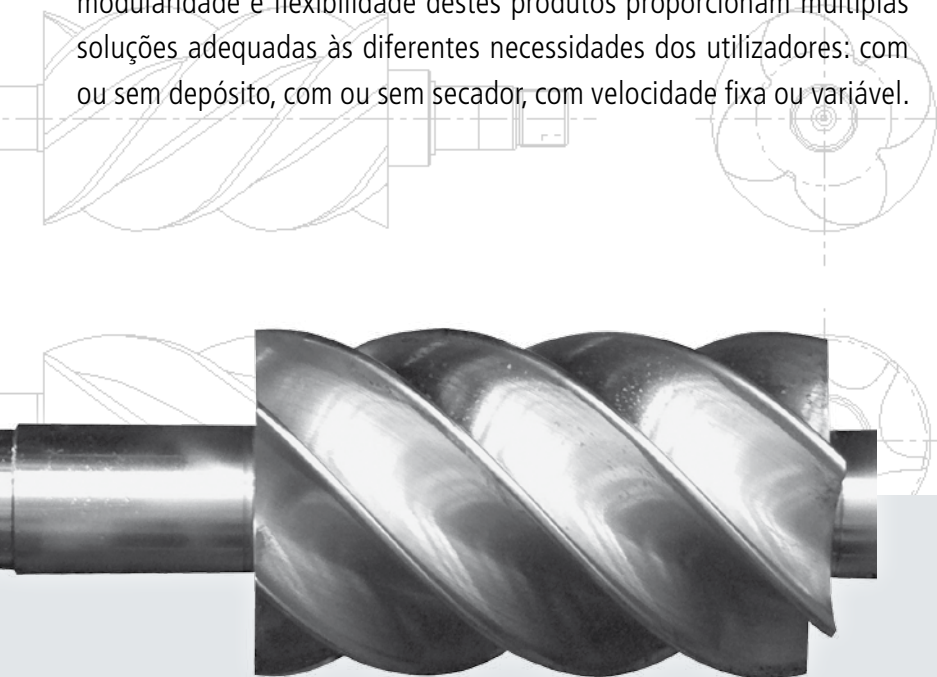 modularidade e flexibilidade destes produtos proporcionam múltiplas
soluções adequadas às diferentes necessidades dos utilizadores: com
ou sem depósito, com ou sem secador, com velocidade fixa ou variável.